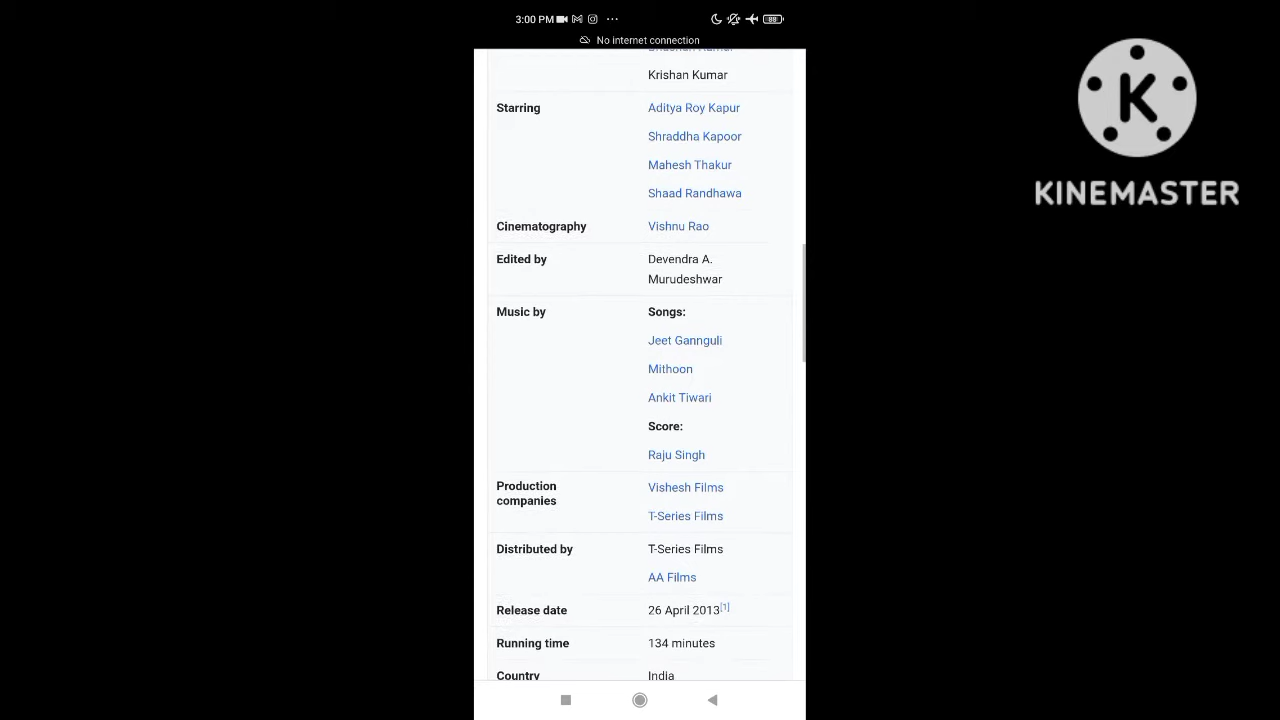 3:00 PM
88
No internet connection
Krishan Kumar
Starring
Aditya Roy Kapur
Shraddha Kapoor
Mahesh Thakur
Shaad Randhawa
Cinematography
Vishnu Rao
Edited by
Devendra A.
Murudeshwar
Music by
Songs:
Jeet Gannguli
Mithoon
Ankit Tiwari
Score:
Raju Singh
Production
companies
Vishesh Films
T-Series Films
Distributed by
T-Series Films
AA Films
Release date
26 April 2013[1]
Running time
134 minutes
Country
India
K
KINEMASTER